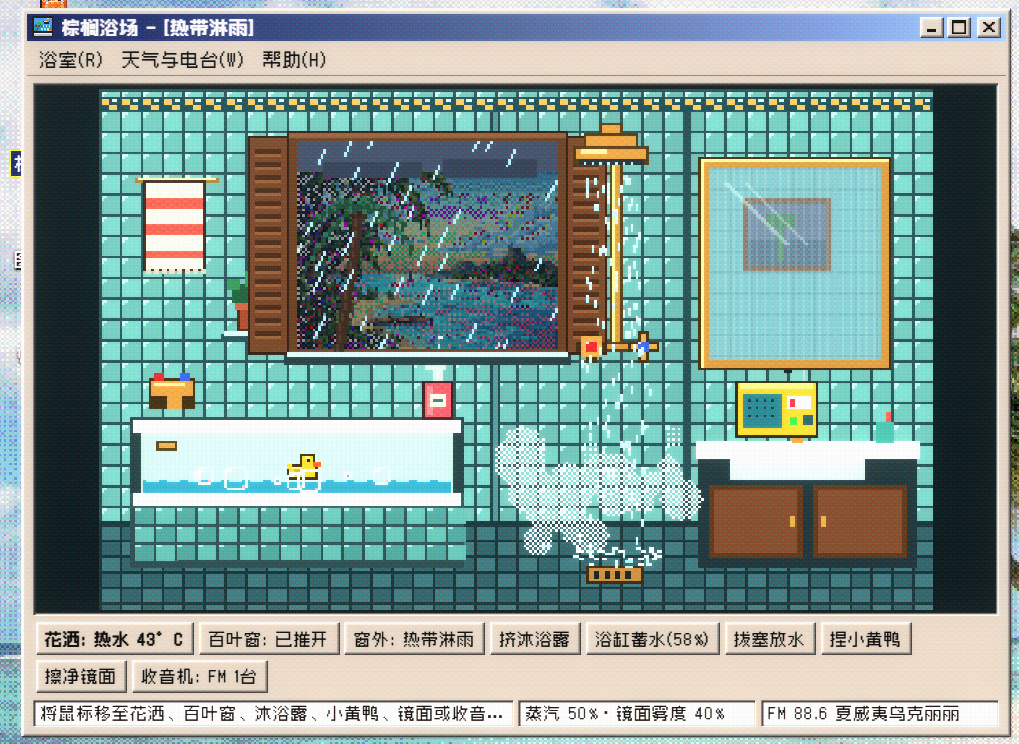 棕榈浴场 - [热带淋雨]
浴室(R) 天气与电台(W) 帮助(H)
花洒: 热水 43° C 百叶窗: 已推开 窗外: 热带淋雨 挤沐浴露 浴缸蓄水(58%) 拔塞放水 捏小黄鸭
擦净镜面 收音机: FM 1台
将鼠标移至花洒、百叶窗、沐浴露、小黄鸭、镜面或收音... 蒸汽 50% · 镜面雾度 40% FM 88.6 夏威夷乌克丽丽